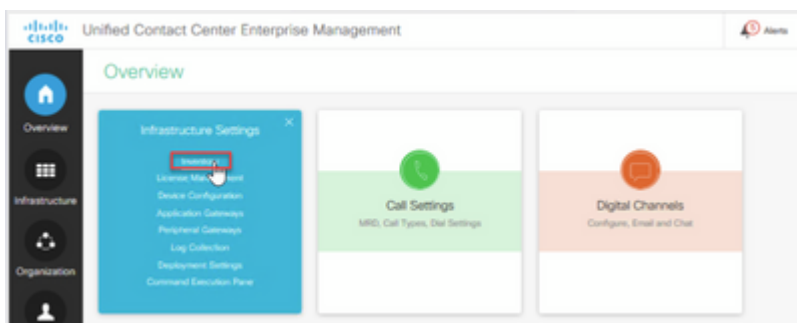 CISCO Unified Contact Center Enterprise Management
5 Alerts
Overview
Overview
Infrastructure
Organization
Infrastructure Settings
Inventory
License Management
Device Configuration
Application Gateways
Peripheral Gateways
Log Collection
Deployment Settings
Command Execution Pane
Call Settings
MRD, Call Types, Dial Settings
Digital Channels
Configure, Email and Chat